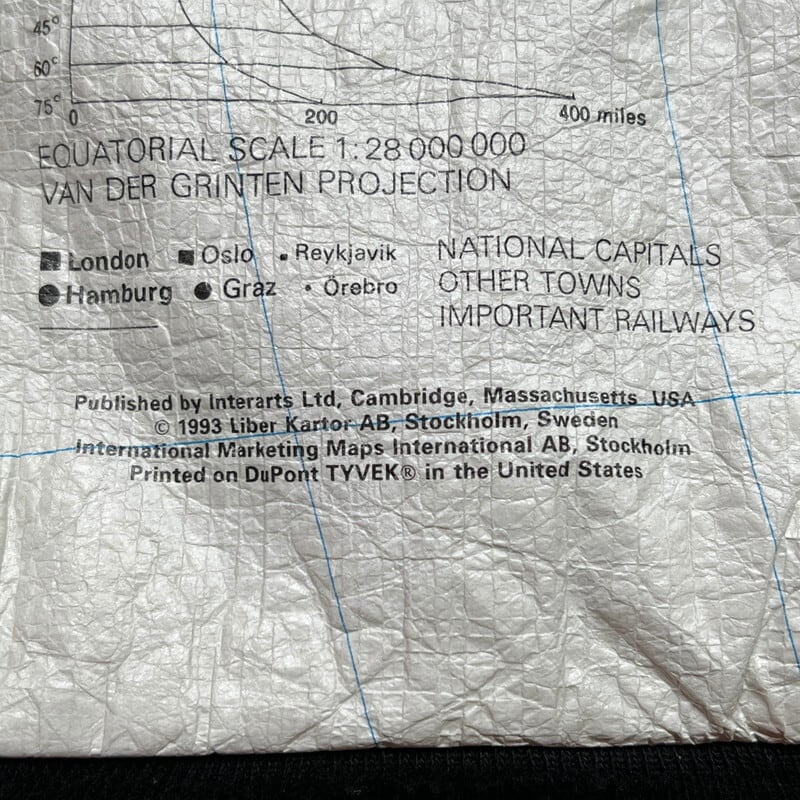 45°
60°
75°
0 200 400 miles
EQUATORIAL SCALE 1:28 000 000
VAN DER GRINTEN PROJECTION
London Oslo Reykjavik NATIONAL CAPITALS
Hamburg Graz Örebro OTHER TOWNS
IMPORTANT RAILWAYS
Published by Interarts Ltd, Cambridge, Massachusetts USA
© 1993 Liber Kartor AB, Stockholm, Sweden
International Marketing Maps International AB, Stockholm
Printed on DuPont TYVEK® in the United States